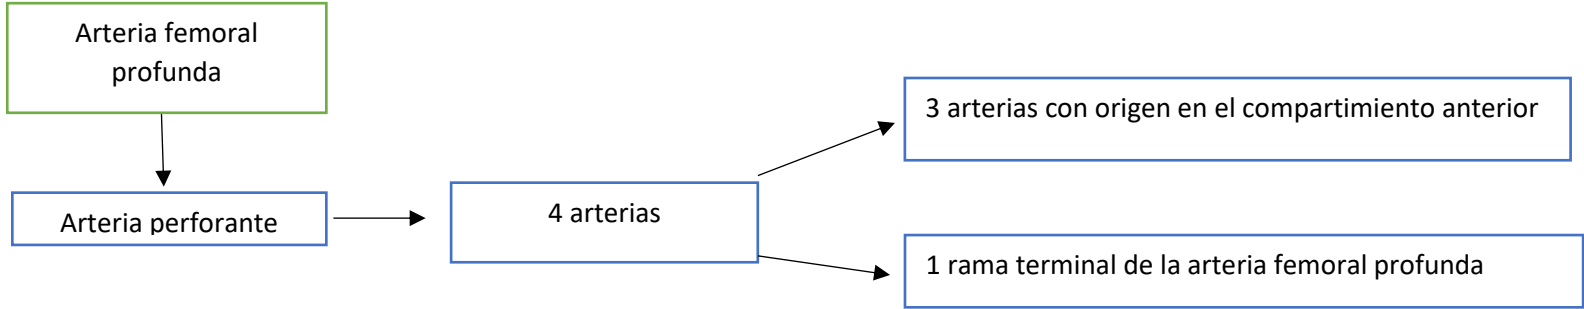 Arteria femoral
profunda
Arteria perforante
4 arterias
3 arterias con origen en el compartimiento anterior
1 rama terminal de la arteria femoral profunda